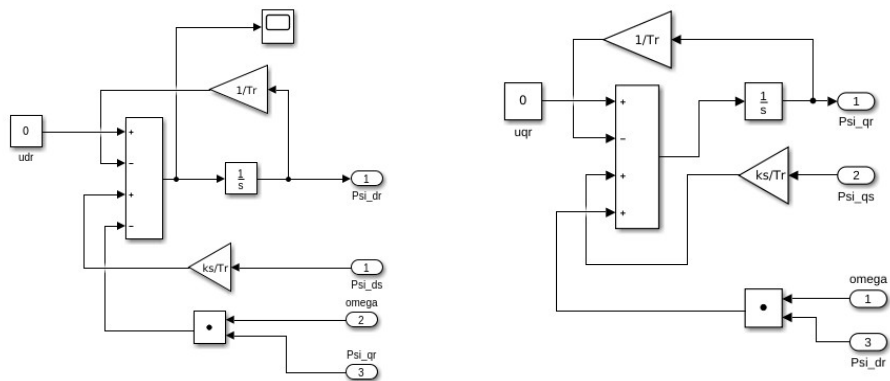 1/Tr
0
udr
+
−
+
−
1
s
1
Psi_dr
ks/Tr
1
Psi_ds
omega
2
Psi_qr
3
1/Tr
0
uqr
+
−
+
+
1
s
1
Psi_qr
ks/Tr
2
Psi_qs
omega
1
3
Psi_dr